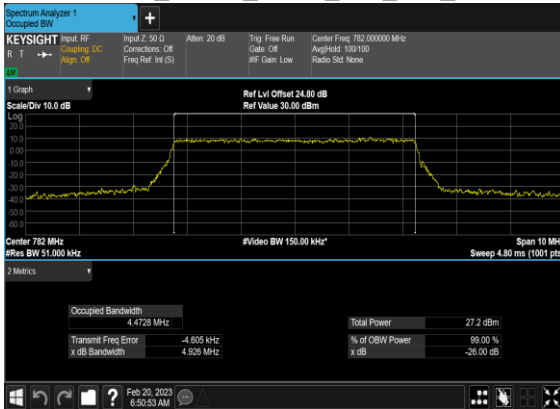 Spectrum Analyzer 1
Occupied BW
+
KEYSIGHT Input: RF Input Z: 50 Ω Atten: 20 dB Trig: Free Run Center Freq: 782.000000 MHz
R T Coupling: DC Corrections: Off Gate: Off Avg|Hold: 100/100
Align: Off Freq Ref: Int (S) #IF Gain: Low Radio Std: None
1 Graph
Ref Lvl Offset 24.80 dB
Scale/Div 10.0 dB Ref Value 30.00 dBm
Log
20.0
10.0
0.00
-10.0
-20.0
-30.0
-40.0
-50.0
-60.0
Center 782 MHz #Video BW 150.00 kHz* Span 10 MH
#Res BW 51.000 kHz Sweep 4.80 ms (1001 pts
2 Metrics
Occupied Bandwidth
4.4728 MHz Total Power 27.2 dBm
Transmit Freq Error -4.605 kHz % of OBW Power 99.00 %
x dB Bandwidth 4.926 MHz x dB -26.00 dB
? Feb 20, 2023
6:50:53 AM